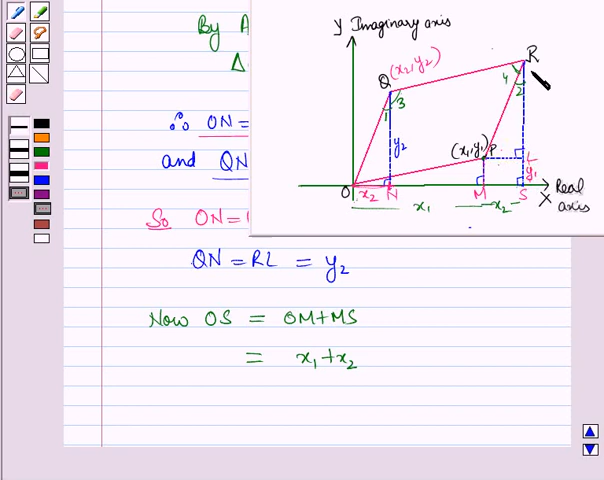 By A
Δ
∴ ON=
and QN
So ON=
QN = RL = y₂
Now OS = OM+MS
= x₁+x₂
Y Imaginary axis
R
Q (x₂,y₂)
4
2
1 3
y₂
(x₁,y₁) P
L
y₁
O x₂ N M S X Real axis
x₁ x₂